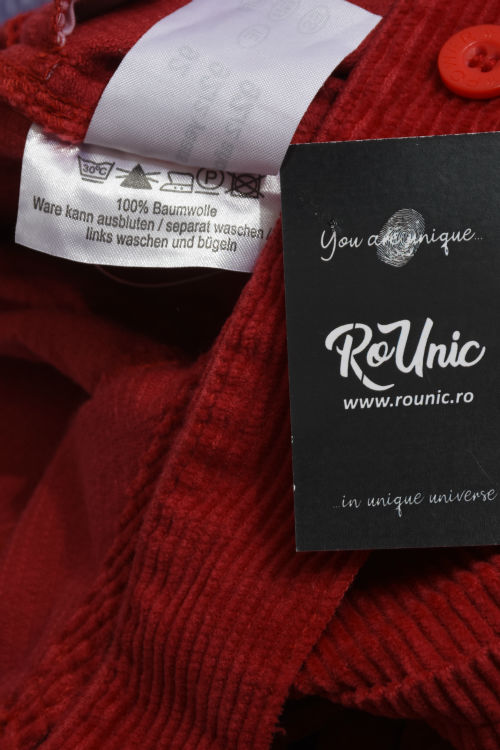 30°C
100% Baumwolle
Ware kann ausbluten / separat waschen /
links waschen und bügeln
You are unique...
RoUnic
www.rounic.ro
...in unique universe